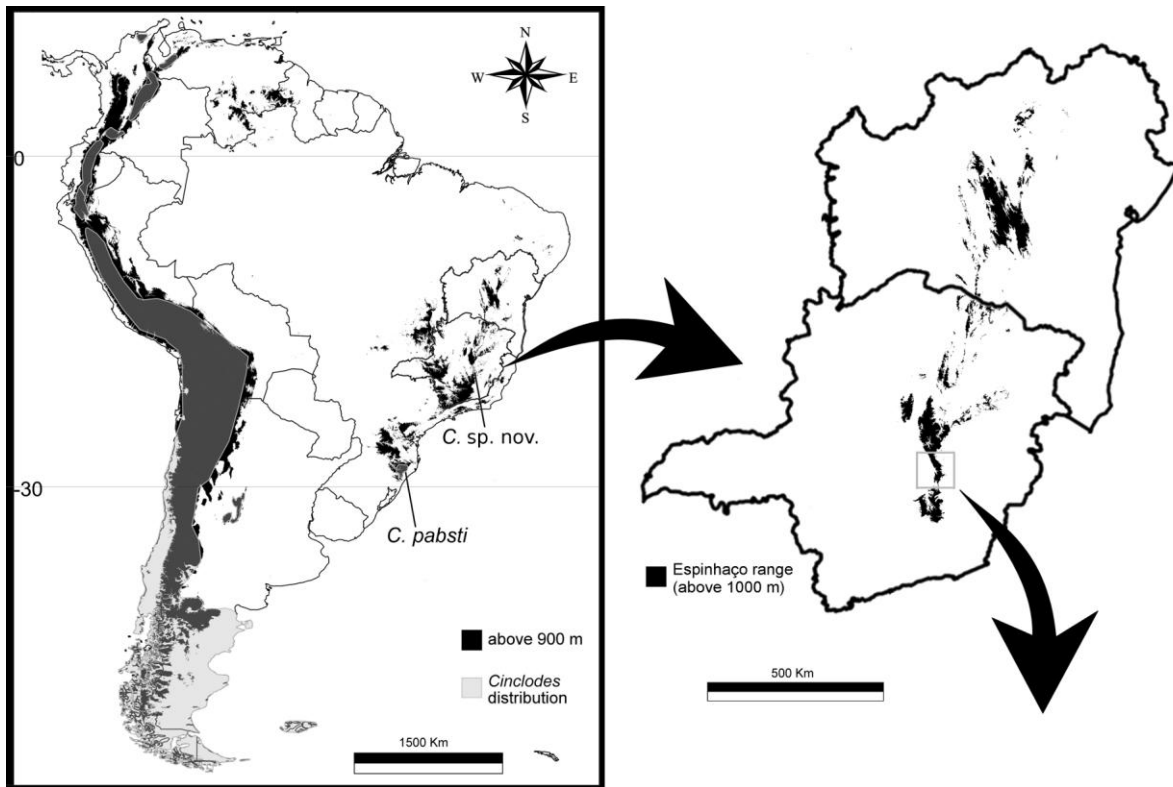 N
W E
S
0
C. sp. nov.
-30
C. pabsti
above 900 m
Cinclodes
distribution
1500 Km
Espinhaço range
(above 1000 m)
500 Km